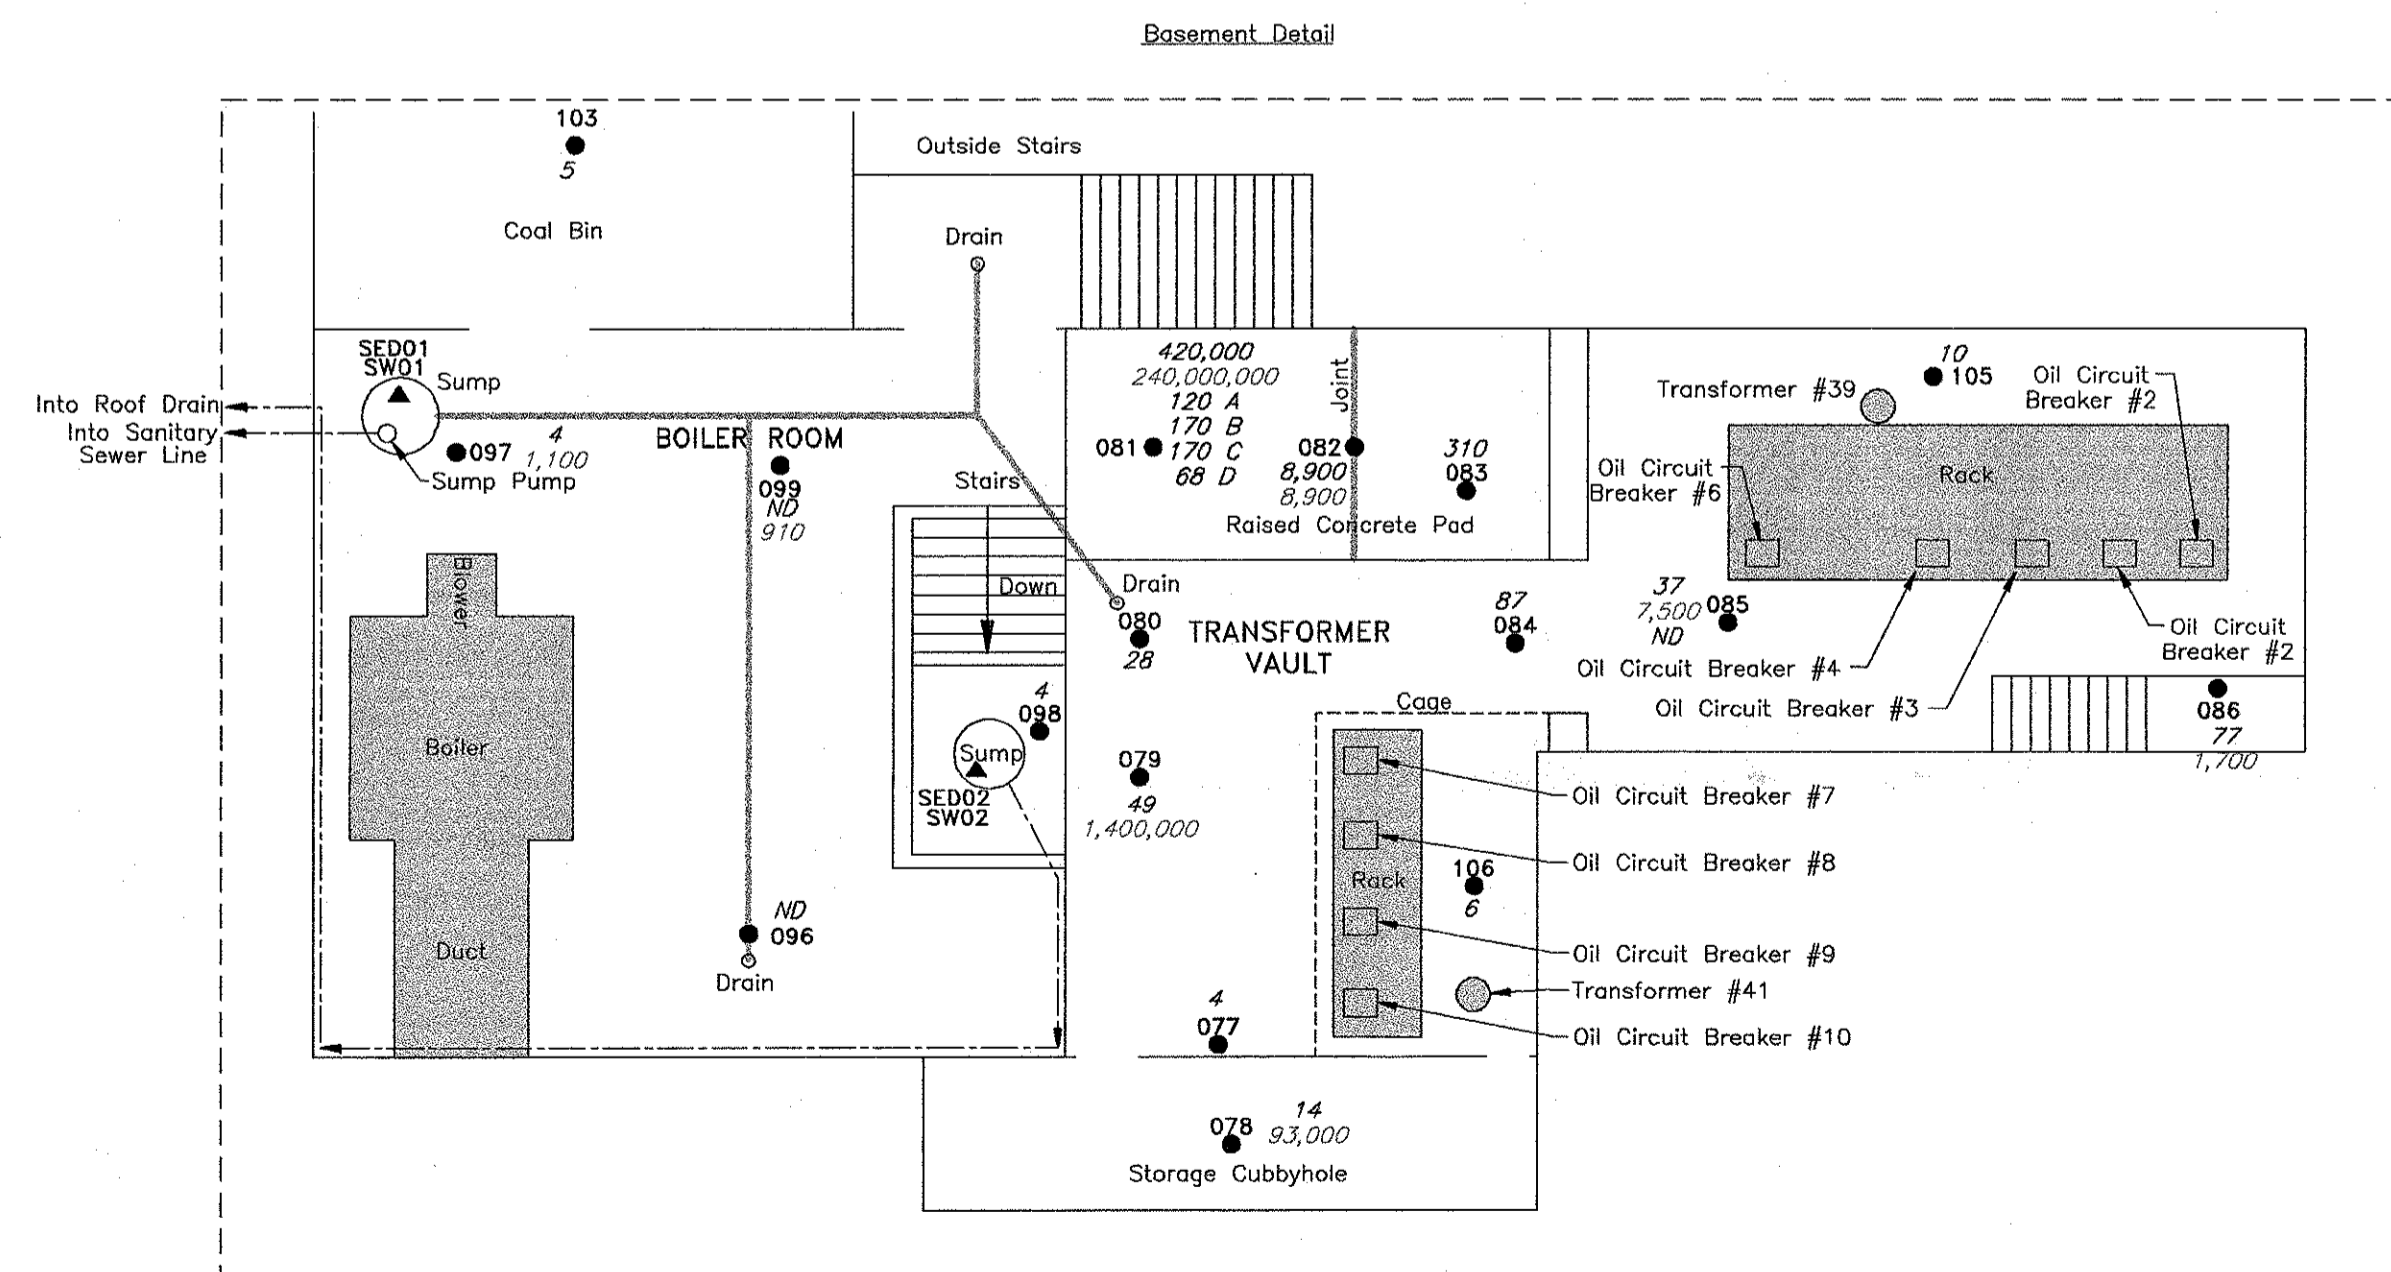 Basement Detail
103
5
Coal Bin
Outside Stairs
Drain
SED01
SW01
Sump
Into Roof Drain
Into Sanitary
Sewer Line
097
4
1,100
Sump Pump
BOILER ROOM
099
ND
910
Stairs
Down
Blower
Boiler
Duct
ND
096
Drain
4
098
Sump
SED02
SW02
420,000
240,000,000
120 A
170 B
081
170 C
68 D
Joint
082
8,900
8,900
310
083
Raised Concrete Pad
Drain
080
28
TRANSFORMER
VAULT
87
084
079
49
1,400,000
4
077
14
078
93,000
Storage Cubbyhole
Cage
Rack
106
6
Oil Circuit Breaker #7
Oil Circuit Breaker #8
Oil Circuit Breaker #9
Transformer #41
Oil Circuit Breaker #10
10
105
Transformer #39
Oil Circuit
Breaker #2
Oil Circuit
Breaker #6
Rack
37
7,500
085
ND
Oil Circuit Breaker #4
Oil Circuit Breaker #3
Oil Circuit
Breaker #2
086
77
1,700